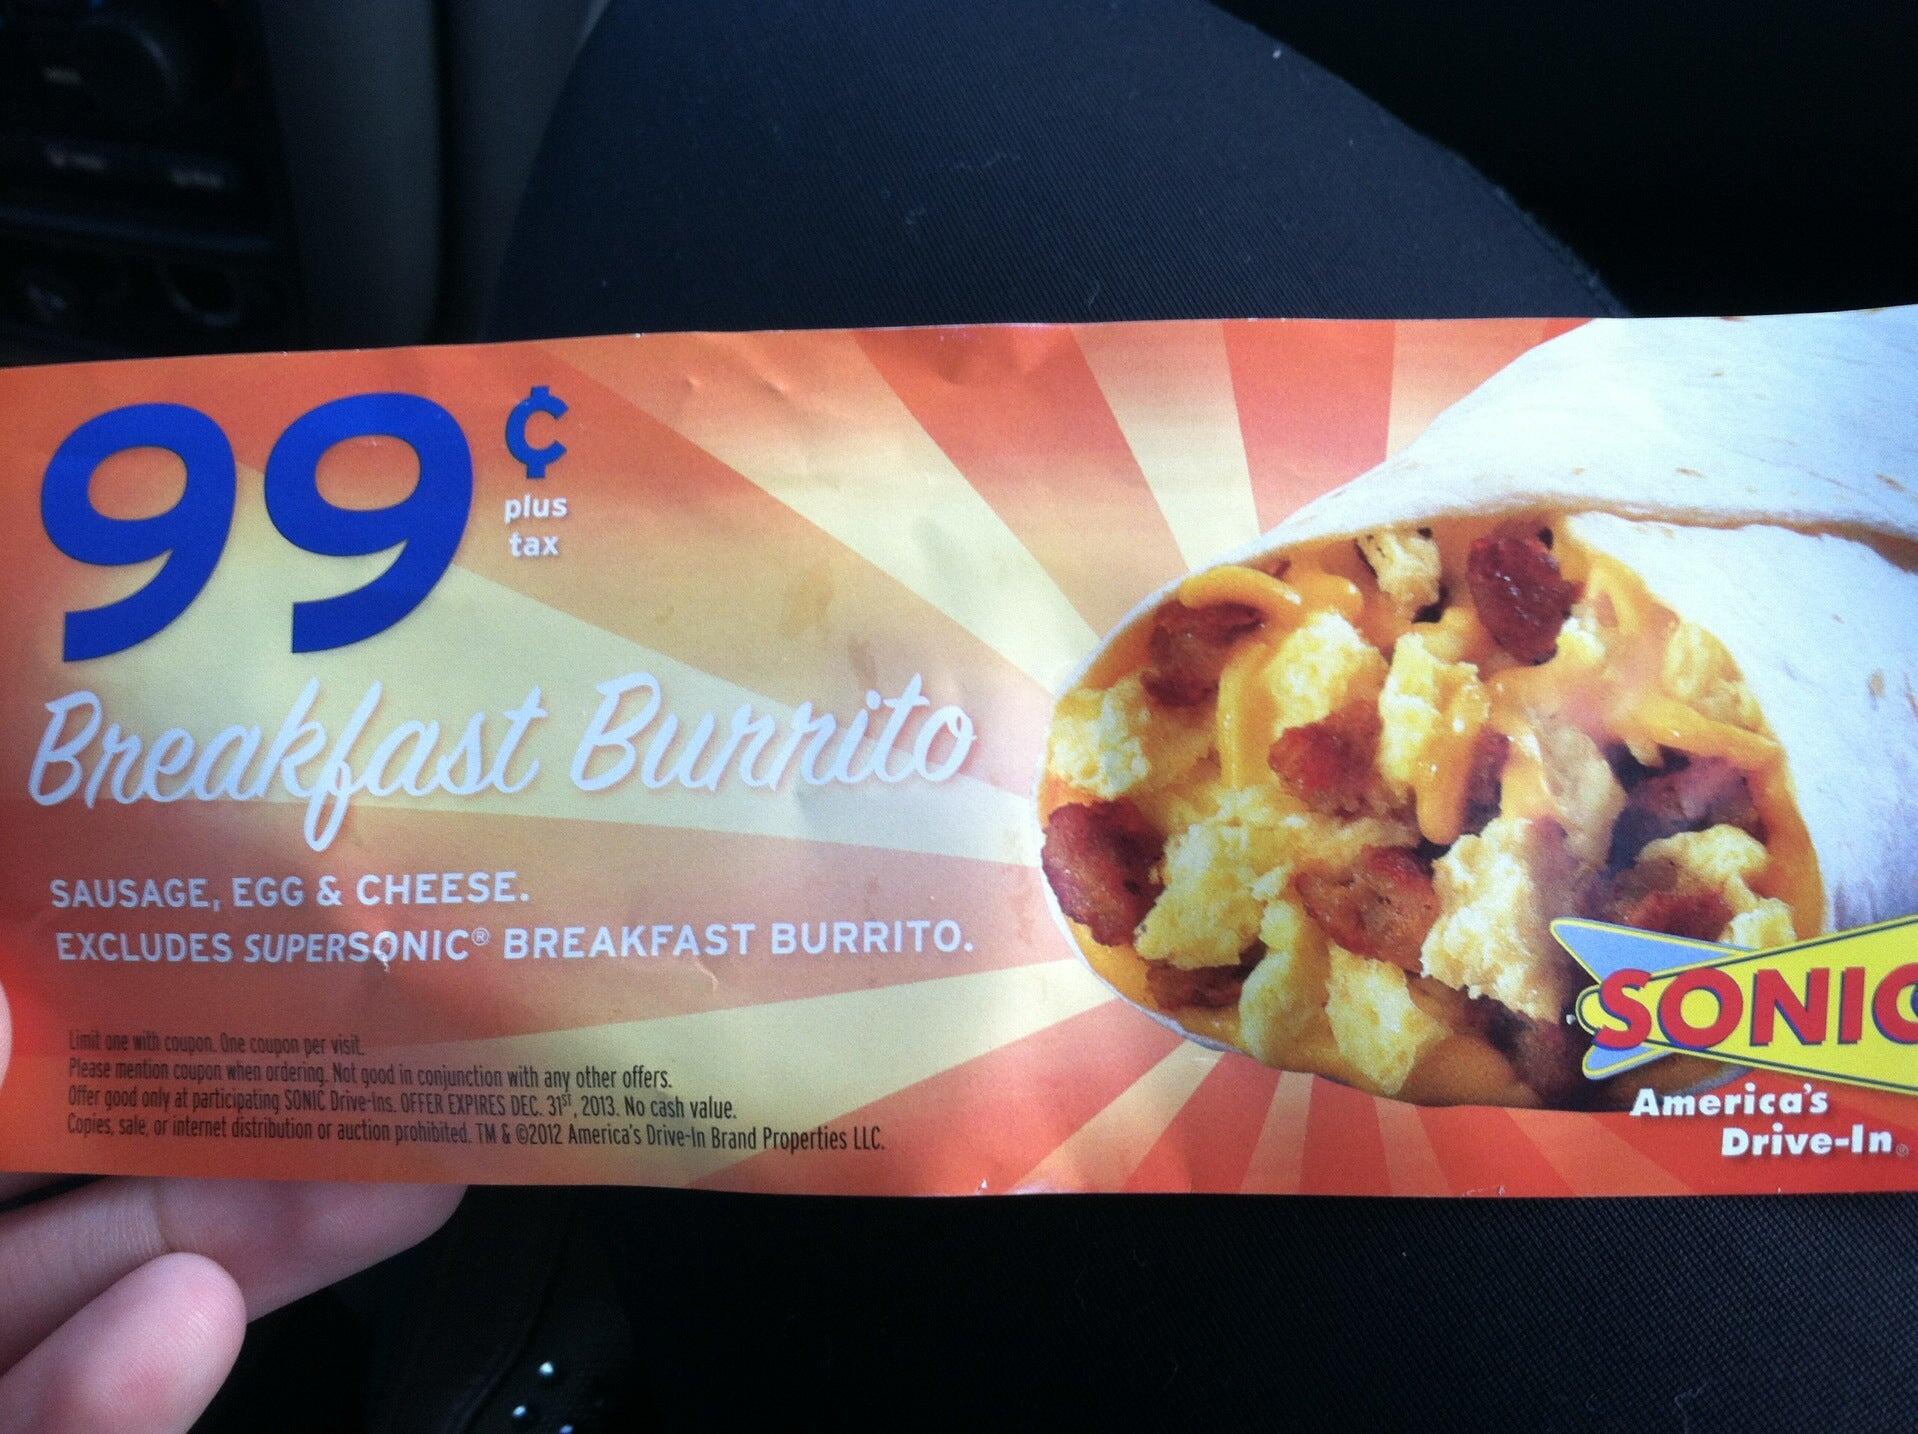 99¢
plus
tax
Breakfast Burrito
SAUSAGE, EGG & CHEESE.
EXCLUDES SUPERSONIC® BREAKFAST BURRITO.
Limit one with coupon. One coupon per visit.
Please mention coupon when ordering. Not good in conjunction with any other offers.
Offer good only at participating SONIC Drive-Ins. OFFER EXPIRES DEC. 31ST, 2013. No cash value.
Copies, sale, or internet distribution or auction prohibited. TM & ©2012 America's Drive-In Brand Properties LLC.
SONIC
America's
Drive-In®